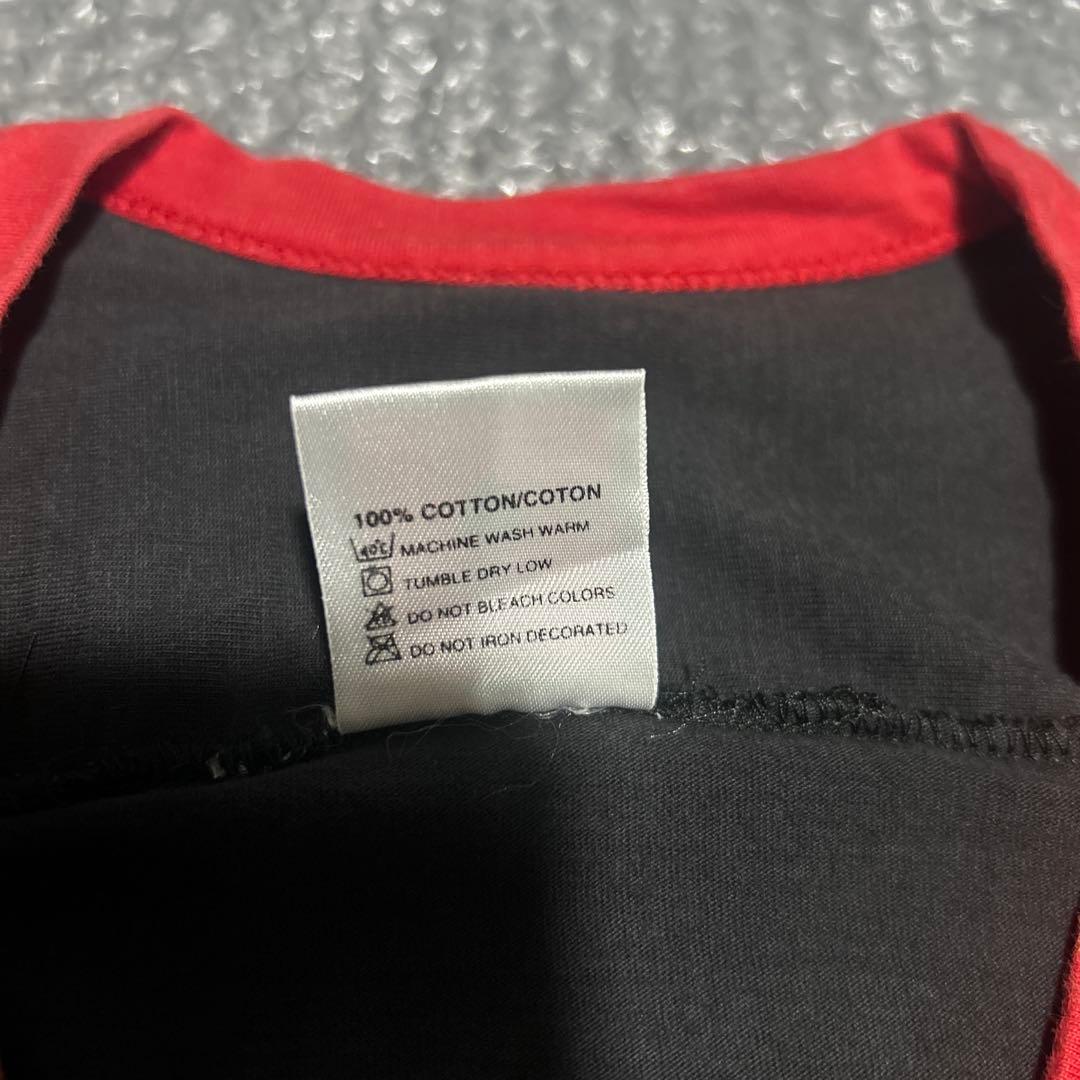 100% COTTON/COTON
40°C MACHINE WASH WARM
TUMBLE DRY LOW
DO NOT BLEACH COLORS
DO NOT IRON DECORATED